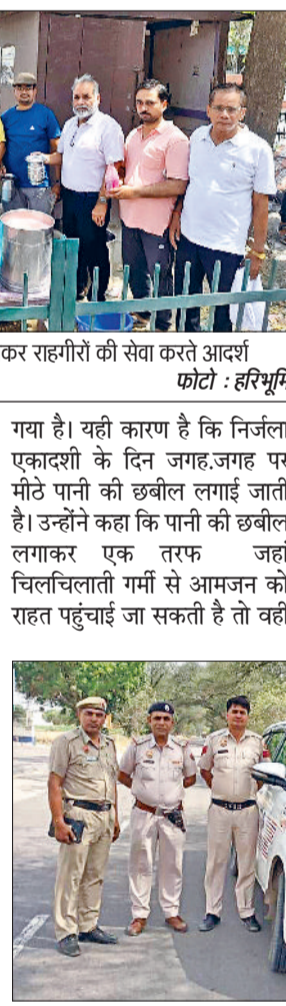 कर राहगीरों की सेवा करते आदर्श
फोटो : हरिभूमि
गया है। यही कारण है कि निर्जला
एकादशी के दिन जगह.जगह पर
मीठे पानी की छबील लगाई जाती
है। उन्होंने कहा कि पानी की छबील
लगाकर एक तरफ जहां
चिलचिलाती गर्मी से आमजन को
राहत पहुंचाई जा सकती है तो वही